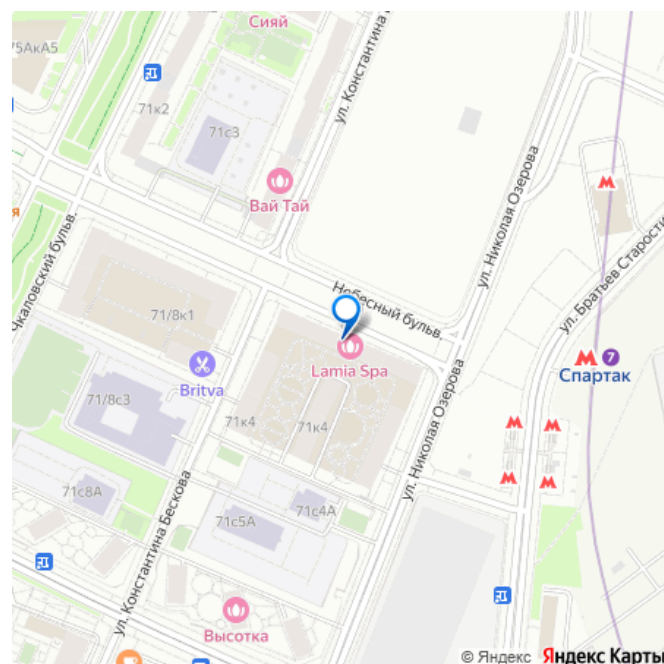 Сияй
75АкА5
71к2
ул. Константина
71с3
Вай Тай
ул. Николая Озерова
ул. Братьев Старости
Чкаловский бульв.
Небесный бульв.
71/8к1
Lamia Spa
7
Спартак
Britva
71/8с3
71к4
71к4
ул. Николая Озерова
71с8А
71с4А
71с5А
ул. Константина Бескова
Высотка
© Яндекс Яндекс Карты